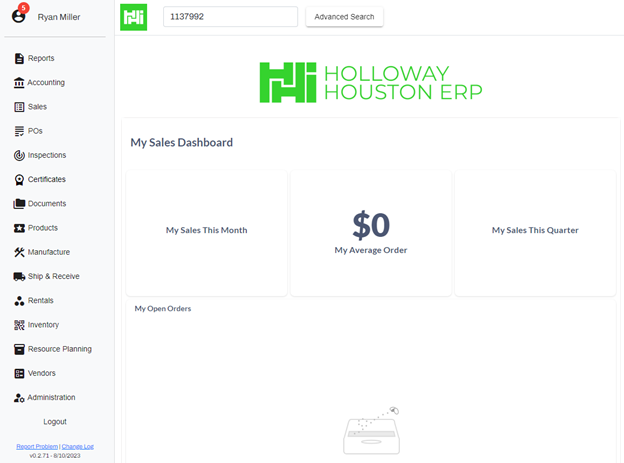 5
Ryan Miller
1137992
Advanced Search
Reports
Accounting
Sales
POs
Inspections
Certificates
Documents
Products
Manufacture
Ship & Receive
Rentals
Inventory
Resource Planning
Vendors
Administration
Logout
Report Problem | Change Log
v0.2.71 - 8/10/2023
HOLLOWAY
HOUSTON ERP
My Sales Dashboard
My Sales This Month
$0
My Average Order
My Sales This Quarter
My Open Orders